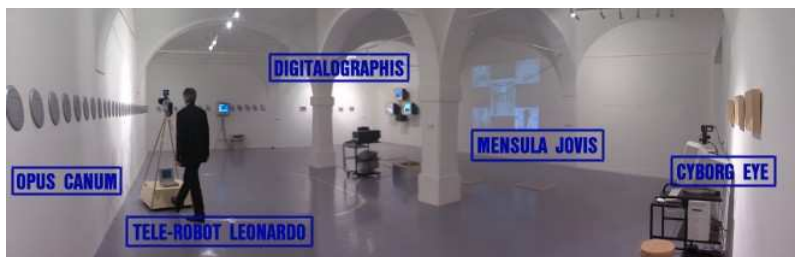 DIGITALOGRAPHIS
MENSULA JOVIS
OPUS CANUM
CYBORG EYE
TELE-ROBOT LEONARDO